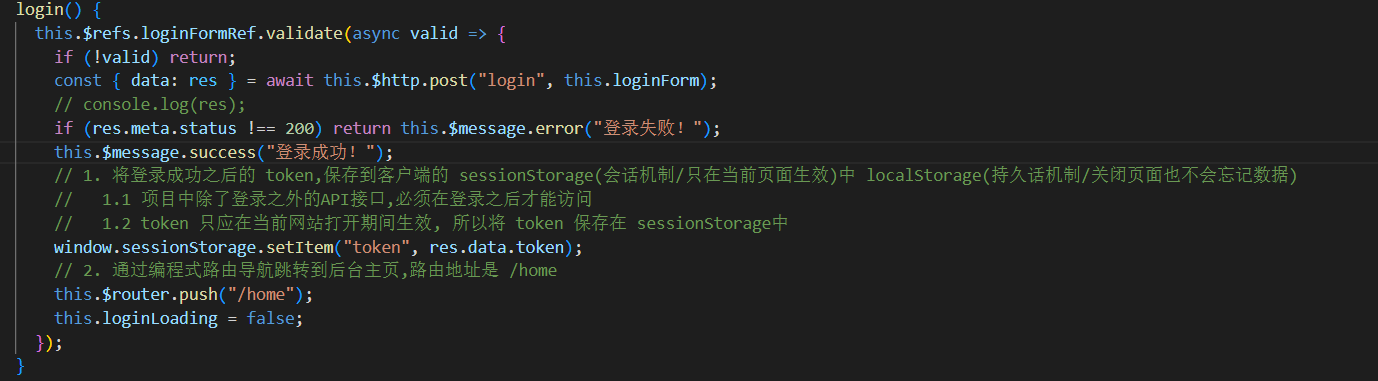 login() {
this.$refs.loginFormRef.validate(async valid => {
if (!valid) return;
const { data: res } = await this.$http.post("login", this.loginForm);
// console.log(res);
if (res.meta.status !== 200) return this.$message.error("登录失败！");
this.$message.success("登录成功！");
// 1. 将登录成功之后的 token,保存到客户端的 sessionStorage(会话机制/只在当前页面生效)中 localStorage(持久话机制/关闭页面也不会忘记数据)
//   1.1 项目中除了登录之外的API接口,必须在登录之后才能访问
//   1.2 token 只应在当前网站打开期间生效, 所以将 token 保存在 sessionStorage中
window.sessionStorage.setItem("token", res.data.token);
// 2. 通过编程式路由导航跳转到后台主页,路由地址是 /home
this.$router.push("/home");
this.loginLoading = false;
});
}